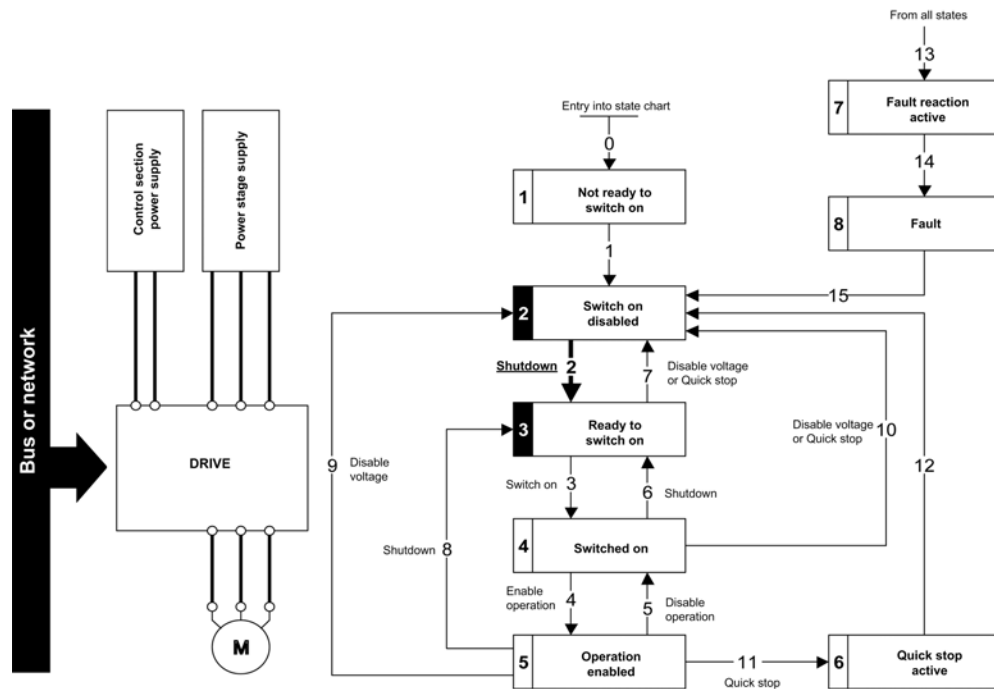 Bus or network
Control section
power supply
Power stage supply
DRIVE
M
From all states
13
7
Fault reaction
active
14
8
Fault
15
Entry into state chart
0
1
Not ready to
switch on
1
2
Switch on
disabled
Shutdown 2
7 Disable voltage
or Quick stop
3
Ready to
switch on
Switch on 3
6 Shutdown
4
Switched on
Enable
operation 4
5 Disable
operation
5
Operation
enabled
9 Disable
voltage
Shutdown 8
Disable voltage
or Quick stop 10
12
11
Quick stop
6
Quick stop
active